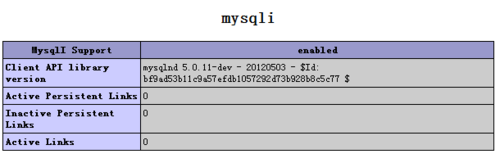 mysqli
MysqlI Support enabled
Client API library mysqlnd 5.0.11-dev - 20120503 - $Id:
version bf9ad53b11c9a57efdb1057292d73b928b8c5c77 $
Active Persistent Links 0
Inactive Persistent 0
Links
Active Links 0